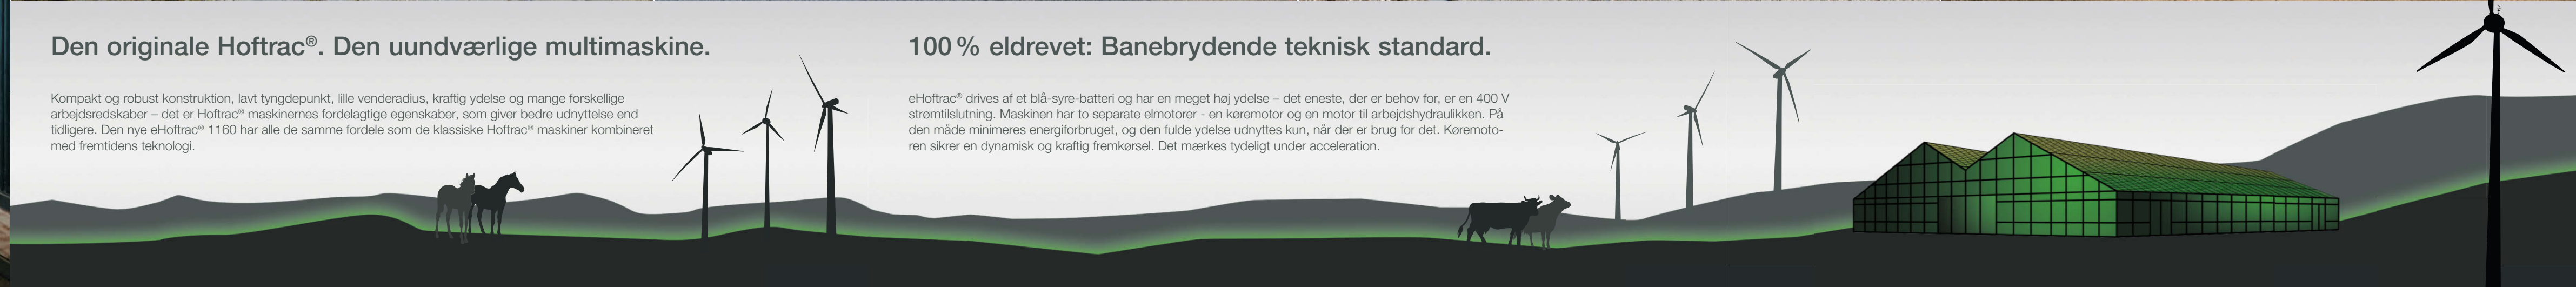 Den originale Hoftrac®. Den uundværlige multimaskine.
Kompakt og robust konstruktion, lavt tyngdepunkt, lille venderadius, kraftig ydelse og mange forskellige
arbejdsredskaber – det er Hoftrac® maskinernes fordelagtige egenskaber, som giver bedre udnyttelse end
tidligere. Den nye eHoftrac® 1160 har alle de samme fordele som de klassiske Hoftrac® maskiner kombineret
med fremtidens teknologi.
100 % eldrevet: Banebrydende teknisk standard.
eHoftrac® drives af et blå-syre-batteri og har en meget høj ydelse – det eneste, der er behov for, er en 400 V
strømtilslutning. Maskinen har to separate elmotorer - en køremotor og en motor til arbejdshydraulikken. På
den måde minimeres energiforbruget, og den fulde ydelse udnyttes kun, når der er brug for det. Køremoto-
ren sikrer en dynamisk og kraftig fremkørsel. Det mærkes tydeligt under acceleration.